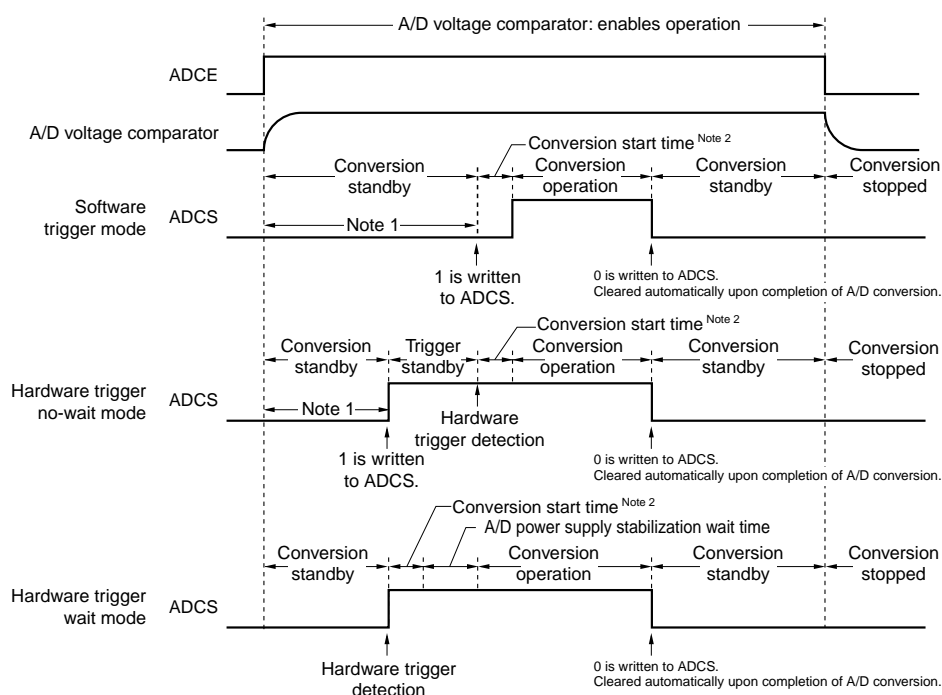 A/D voltage comparator: enables operation
ADCE
A/D voltage comparator
Conversion start time Note 2
Conversion standby
Conversion operation
Conversion standby
Conversion stopped
Software trigger mode
ADCS
Note 1
1 is written to ADCS.
0 is written to ADCS.
Cleared automatically upon completion of A/D conversion.
Conversion start time Note 2
Conversion standby
Trigger standby
Conversion operation
Conversion standby
Conversion stopped
Hardware trigger no-wait mode
ADCS
Note 1
Hardware trigger detection
1 is written to ADCS.
0 is written to ADCS.
Cleared automatically upon completion of A/D conversion.
Conversion start time Note 2
A/D power supply stabilization wait time
Conversion standby
Conversion operation
Conversion standby
Conversion stopped
Hardware trigger wait mode
ADCS
Hardware trigger detection
0 is written to ADCS.
Cleared automatically upon completion of A/D conversion.